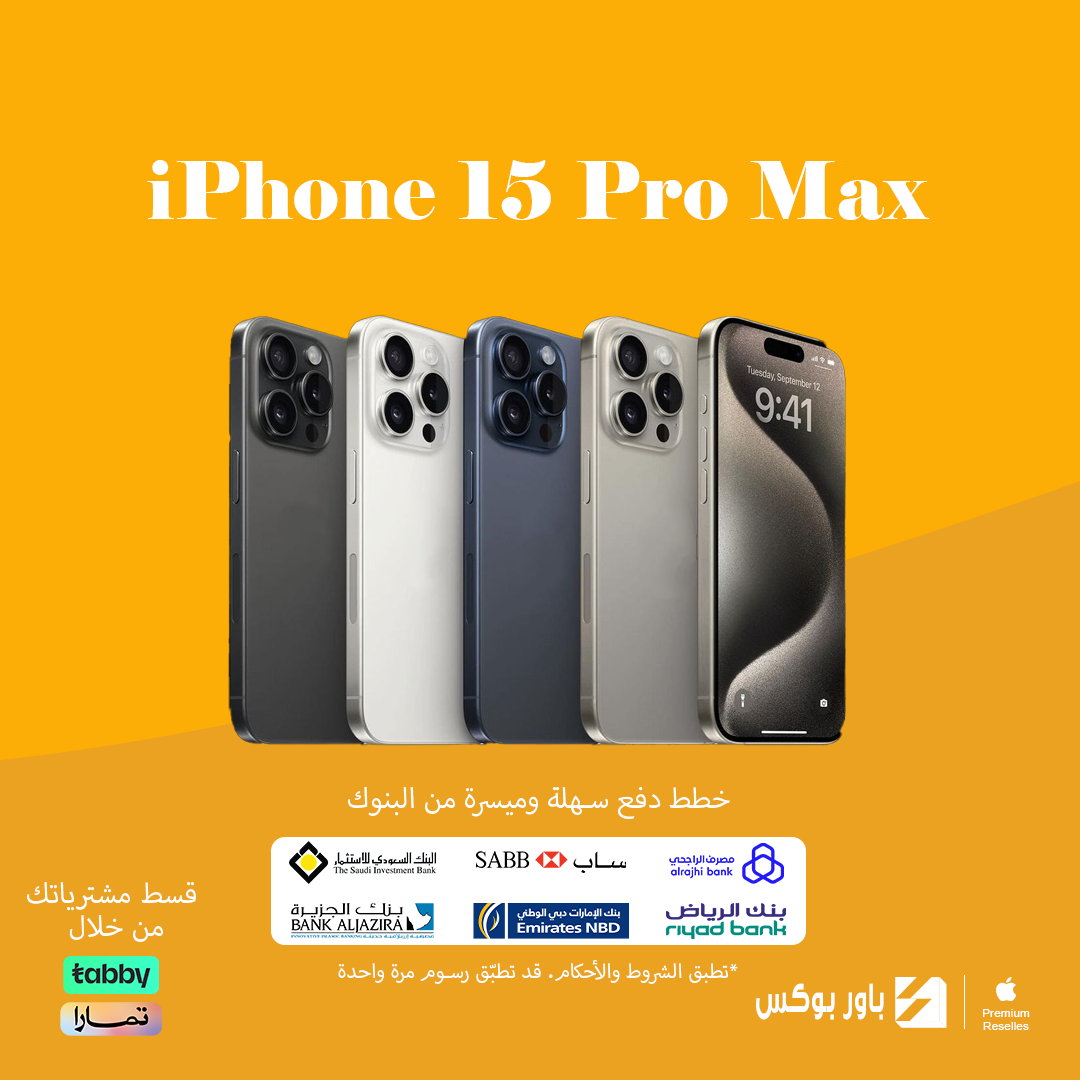 iPhone 15 Pro Max
Tuesday, September 12
9:41
خطط دفع سهلة وميسرة من البنوك
البنك السعودي للاستثمار
The Saudi Investment Bank
SABB ساب
مصرف الراجحي
alrajhi bank
بنك الجزيرة
BANK ALJAZIRA
بنك الإمارات دبي الوطني
Emirates NBD
بنك الرياض
riyad bank
قسط مشترياتك
من خلال
tabby
تمارا
*تطبق الشروط والأحكام. قد تطبّق رسوم مرة واحدة
باور بوكس
Premium
Reselles